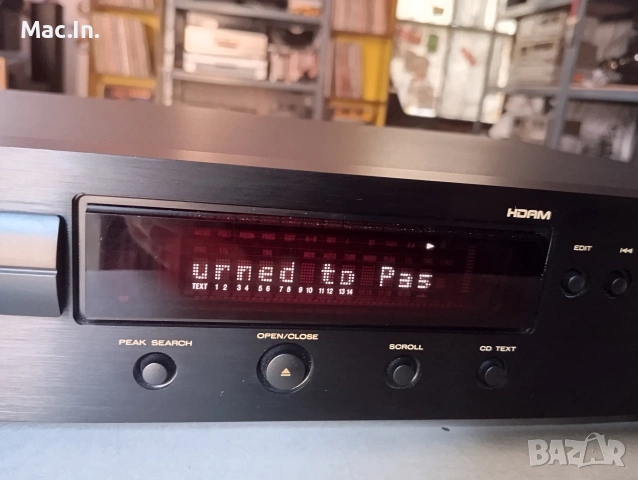 Mac.In.
HDAM
EDIT
urned to Pas
TEXT 1 2 3 4 5 6 7 8 9 10 11 12 13 14
PEAK SEARCH
OPEN/CLOSE
SCROLL
CD TEXT
BAZAR